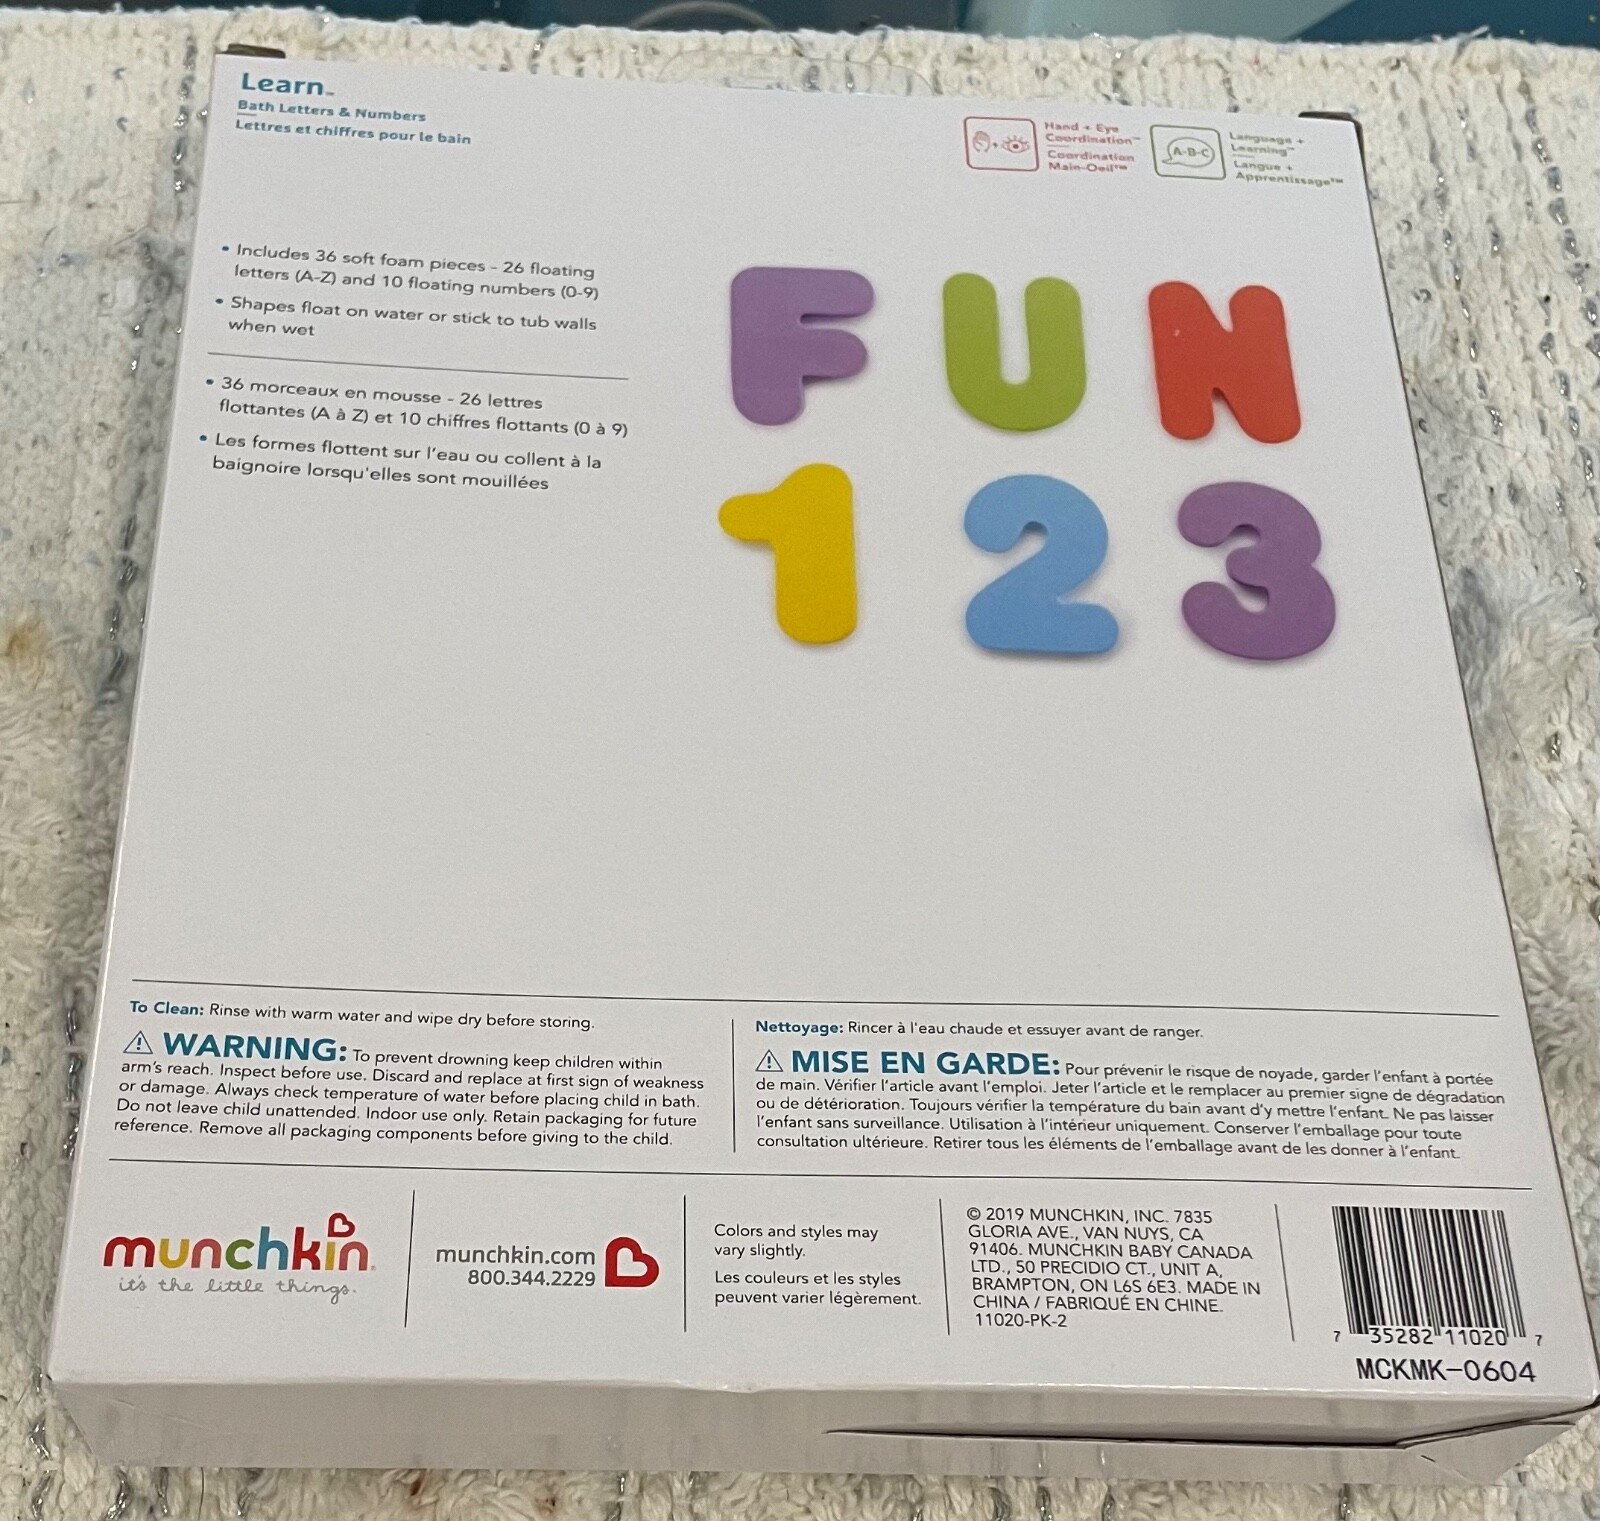 Learn™
Bath Letters & Numbers
Lettres et chiffres pour le bain
Hand + Eye
Coordination™
Coordination
Main-Oeil™
A-B-C
Language +
Learning™
Langue +
Apprentissage™
• Includes 36 soft foam pieces - 26 floating
letters (A-Z) and 10 floating numbers (0-9)
• Shapes float on water or stick to tub walls
when wet
• 36 morceaux en mousse - 26 lettres
flottantes (A à Z) et 10 chiffres flottants (0 à 9)
• Les formes flottent sur l'eau ou collent à la
baignoire lorsqu'elles sont mouillées
FUN
123
To Clean: Rinse with warm water and wipe dry before storing.
⚠ WARNING: To prevent drowning keep children within
arm's reach. Inspect before use. Discard and replace at first sign of weakness
or damage. Always check temperature of water before placing child in bath.
Do not leave child unattended. Indoor use only. Retain packaging for future
reference. Remove all packaging components before giving to the child.
Nettoyage: Rincer à l'eau chaude et essuyer avant de ranger.
⚠ MISE EN GARDE: Pour prévenir le risque de noyade, garder l'enfant à portée
de main. Vérifier l'article avant l'emploi. Jeter l'article et le remplacer au premier signe de dégradation
ou de détérioration. Toujours vérifier la température du bain avant d'y mettre l'enfant. Ne pas laisser
l'enfant sans surveillance. Utilisation à l'intérieur uniquement. Conserver l'emballage pour toute
consultation ultérieure. Retirer tous les éléments de l'emballage avant de les donner à l'enfant.
munchkin®
it's the little things.
munchkin.com
800.344.2229
Colors and styles may
vary slightly.
Les couleurs et les styles
peuvent varier légèrement.
© 2019 MUNCHKIN, INC. 7835
GLORIA AVE., VAN NUYS, CA
91406. MUNCHKIN BABY CANADA
LTD., 50 PRECIDIO CT., UNIT A,
BRAMPTON, ON L6S 6E3. MADE IN
CHINA / FABRIQUÉ EN CHINE.
11020-PK-2
7 35282 11020 7
MCKMK-0604